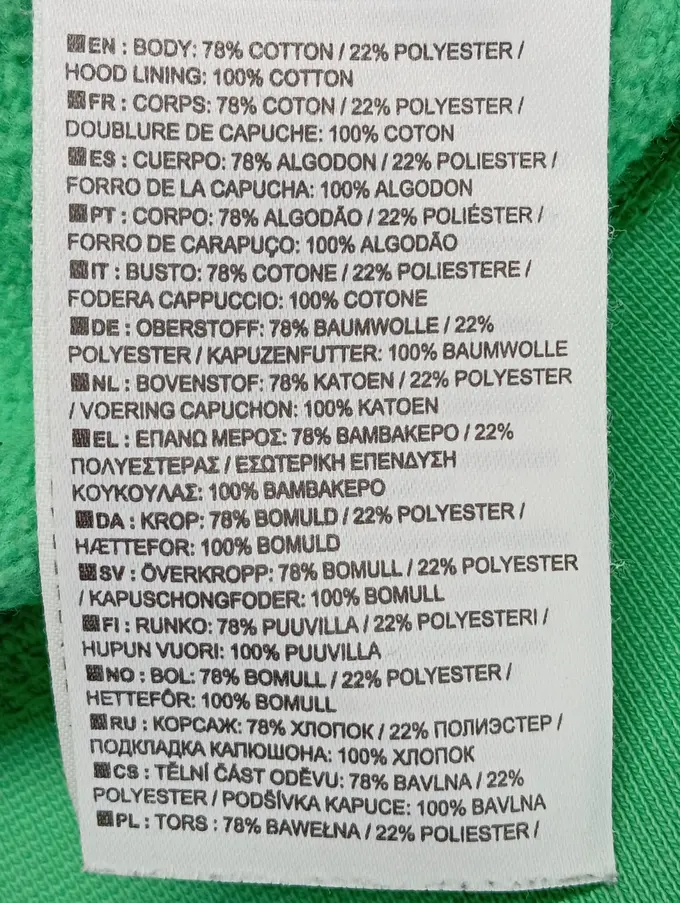 EN : BODY: 78% COTTON / 22% POLYESTER /
HOOD LINING: 100% COTTON
FR : CORPS: 78% COTON / 22% POLYESTER /
DOUBLURE DE CAPUCHE: 100% COTON
ES : CUERPO: 78% ALGODON / 22% POLIESTER /
FORRO DE LA CAPUCHA: 100% ALGODON
PT : CORPO: 78% ALGODÃO / 22% POLIÉSTER /
FORRO DE CARAPUÇO: 100% ALGODÃO
IT : BUSTO: 78% COTONE / 22% POLIESTERE /
FODERA CAPPUCCIO: 100% COTONE
DE : OBERSTOFF: 78% BAUMWOLLE / 22%
POLYESTER / KAPUZENFUTTER: 100% BAUMWOLLE
NL : BOVENSTOF: 78% KATOEN / 22% POLYESTER
/ VOERING CAPUCHON: 100% KATOEN
EL : ΕΠΑΝΩ ΜΕΡΟΣ: 78% ΒΑΜΒΑΚΕΡΟ / 22%
ΠΟΛΥΕΣΤΕΡΑΣ / ΕΣΩΤΕΡΙΚΗ ΕΠΕΝΔΥΣΗ
ΚΟΥΚΟΥΛΑΣ: 100% ΒΑΜΒΑΚΕΡΟ
DA : KROP: 78% BOMULD / 22% POLYESTER /
HÆTTEFOR: 100% BOMULD
SV : ÖVERKROPP: 78% BOMULL / 22% POLYESTER
/ KAPUSCHONGFODER: 100% BOMULL
FI : RUNKO: 78% PUUVILLA / 22% POLYESTERI /
HUPUN VUORI: 100% PUUVILLA
NO : BOL: 78% BOMULL / 22% POLYESTER /
HETTEFÔR: 100% BOMULL
RU : КОРСАЖ: 78% ХЛОПОК / 22% ПОЛИЭСТЕР /
ПОДКЛАДКА КАПЮШОНА: 100% ХЛОПОК
CS : TĚLNÍ ČÁST ODĚVU: 78% BAVLNA / 22%
POLYESTER / PODŠÍVKA KAPUCE: 100% BAVLNA
PL : TORS : 78% BAWEŁNA / 22% POLIESTER /